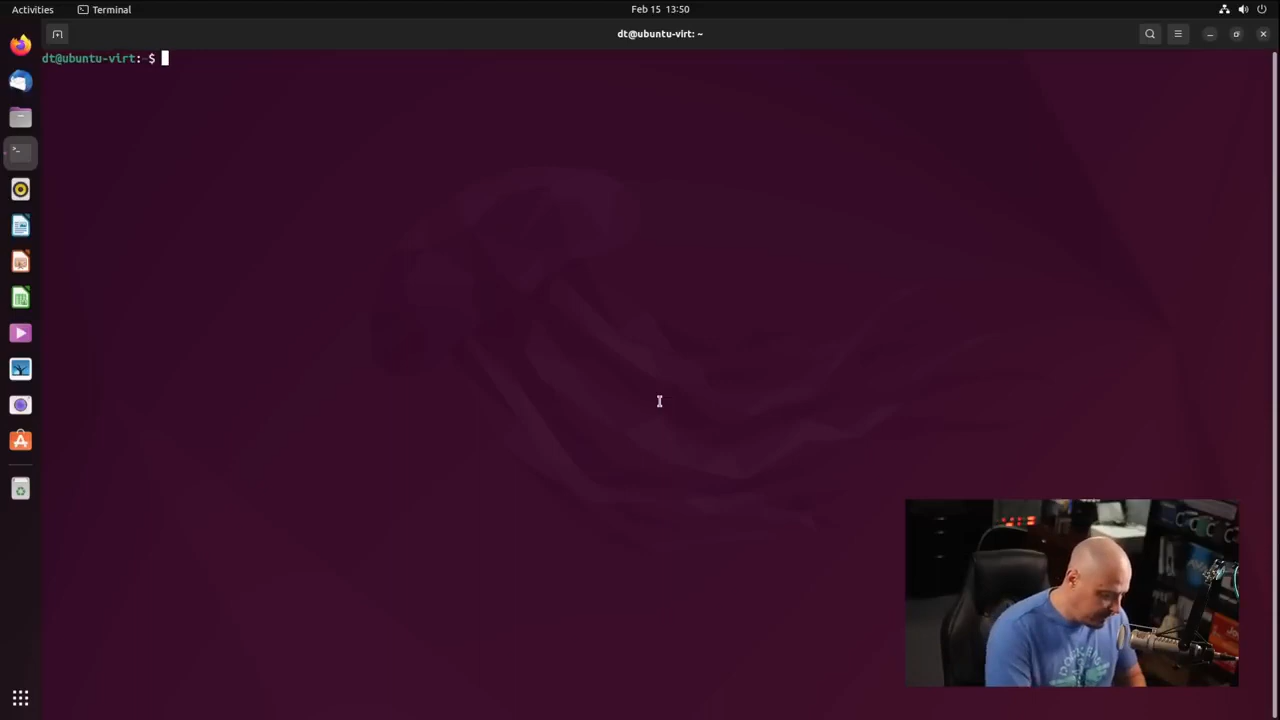 Activities
Terminal
Feb 15 13:50
dt@ubuntu-virt: ~
dt@ubuntu-virt:~$